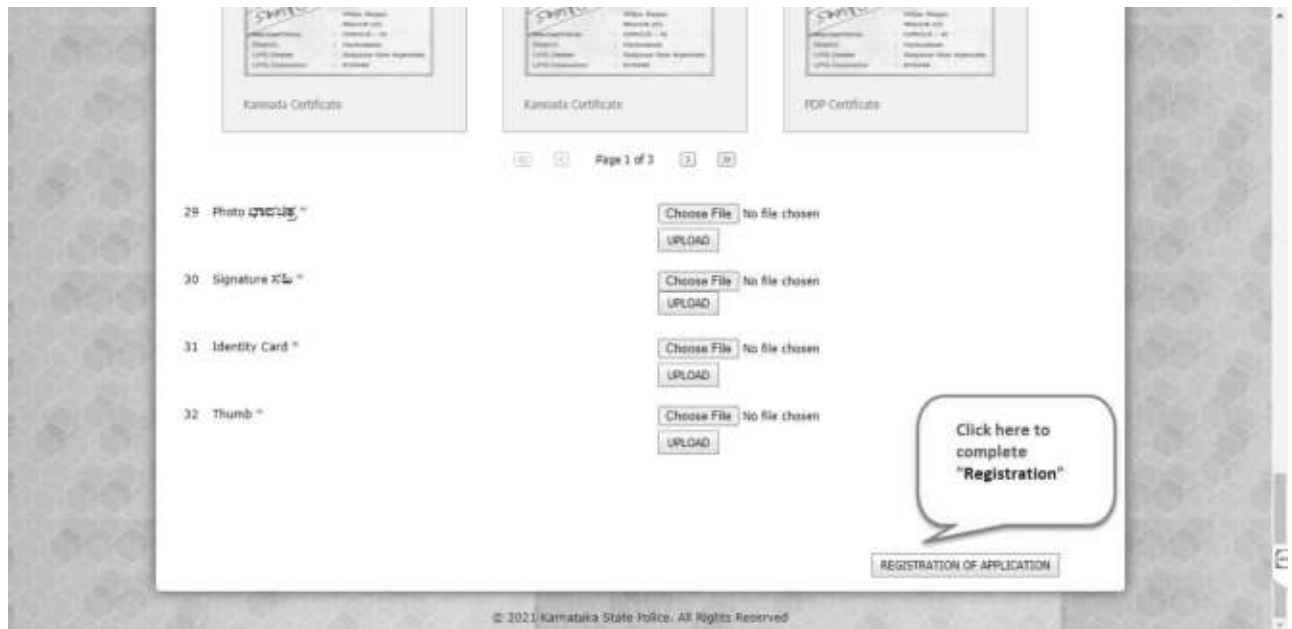 Kannada Certificate
Kannada Certificate
PDP Certificate
Page 1 of 3
29 Photo ಭಾವಚಿತ್ರ *
Choose File No file chosen
UPLOAD
30 Signature ಸಹಿ *
Choose File No file chosen
UPLOAD
31 Identity Card *
Choose File No file chosen
UPLOAD
32 Thumb *
Choose File No file chosen
UPLOAD
Click here to
complete
"Registration"
REGISTRATION OF APPLICATION
© 2021 Karnataka State Police. All Rights Reserved